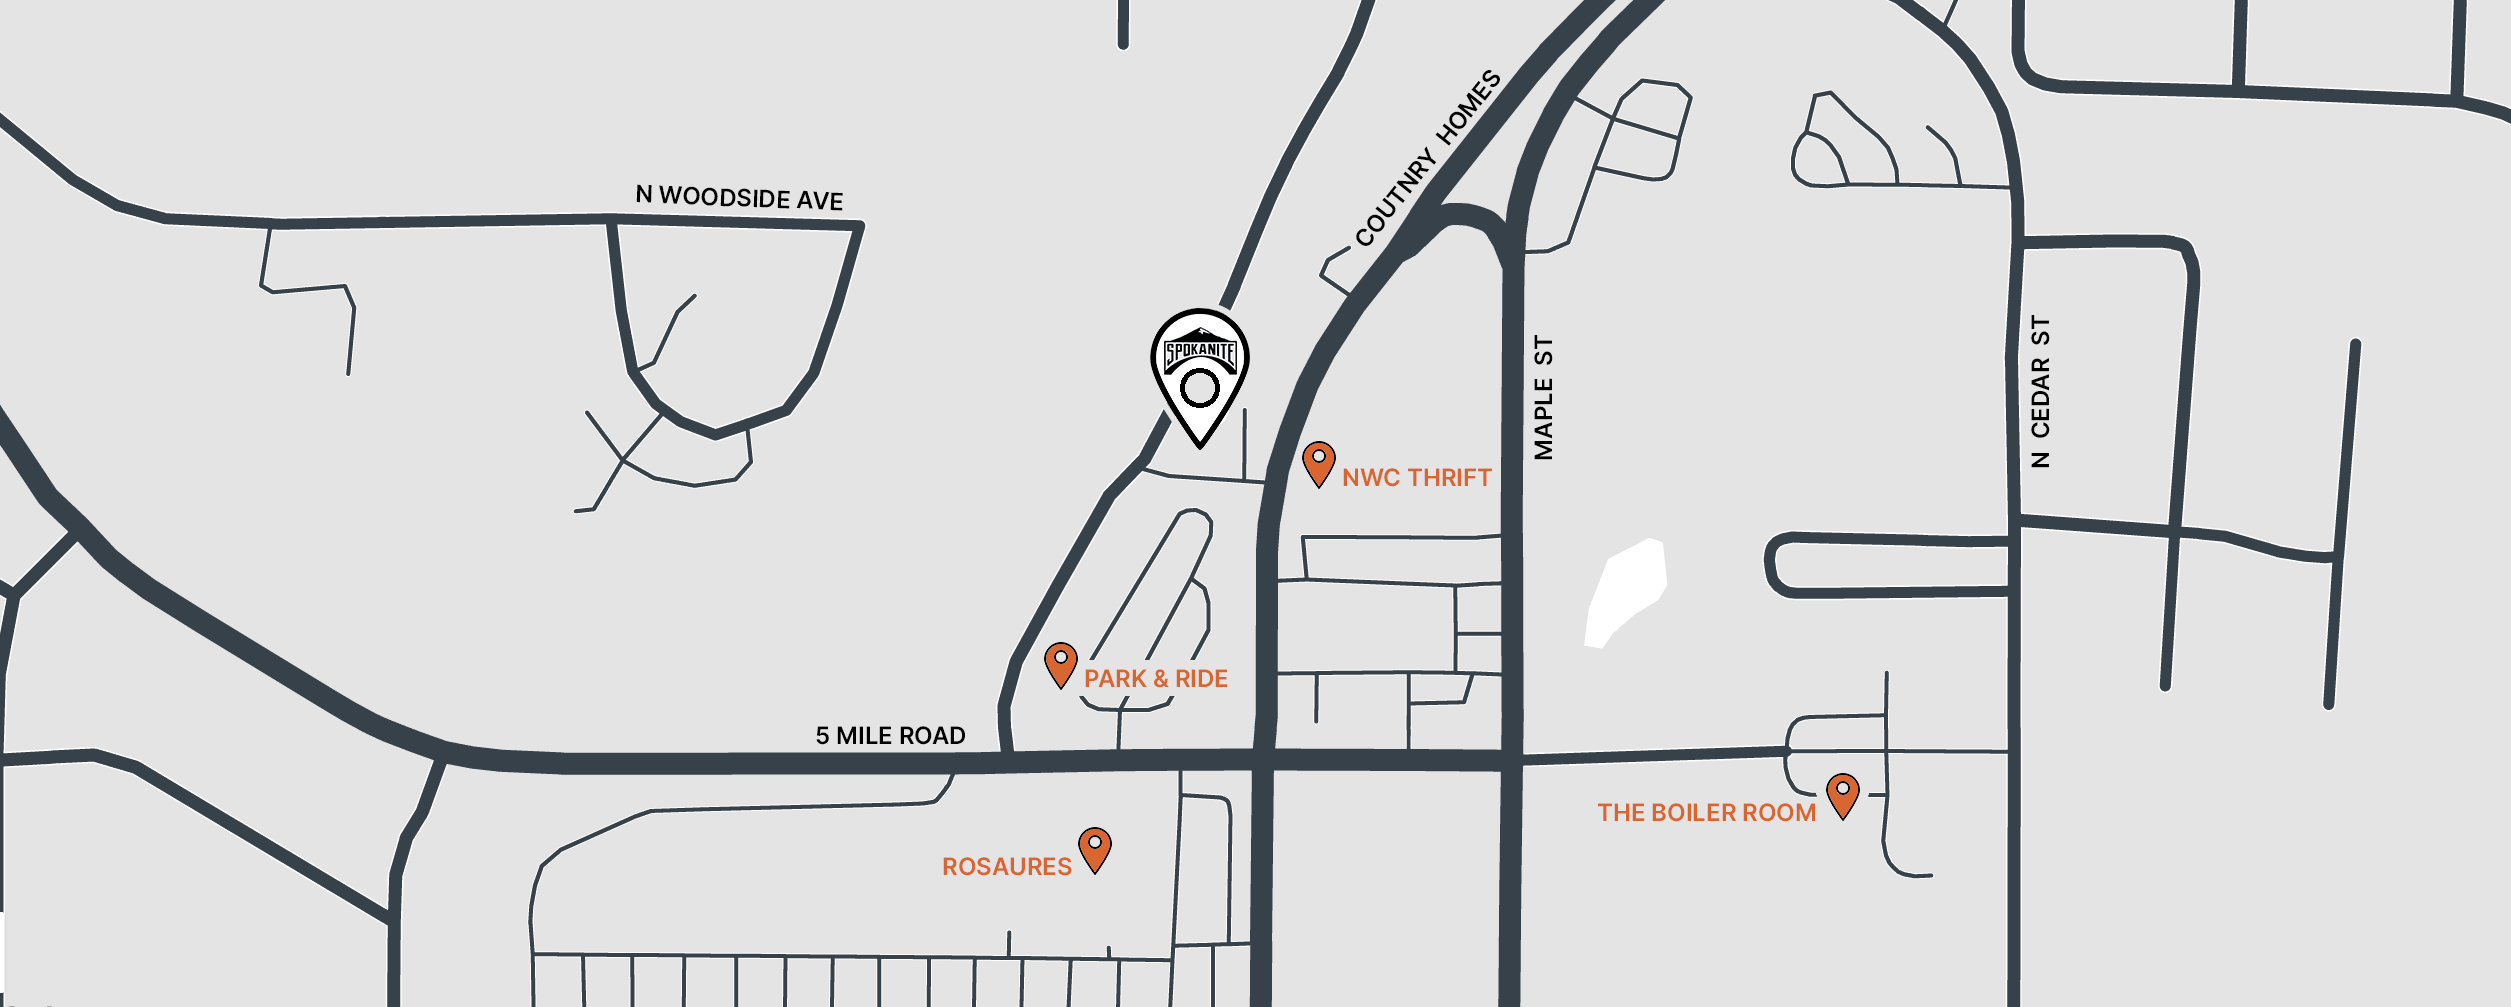 COUTNRY HOMES
N WOODSIDE AVE
SPOKANITE
MAPLE ST
N CEDAR ST
NWC THRIFT
PARK & RIDE
5 MILE ROAD
THE BOILER ROOM
ROSAURES